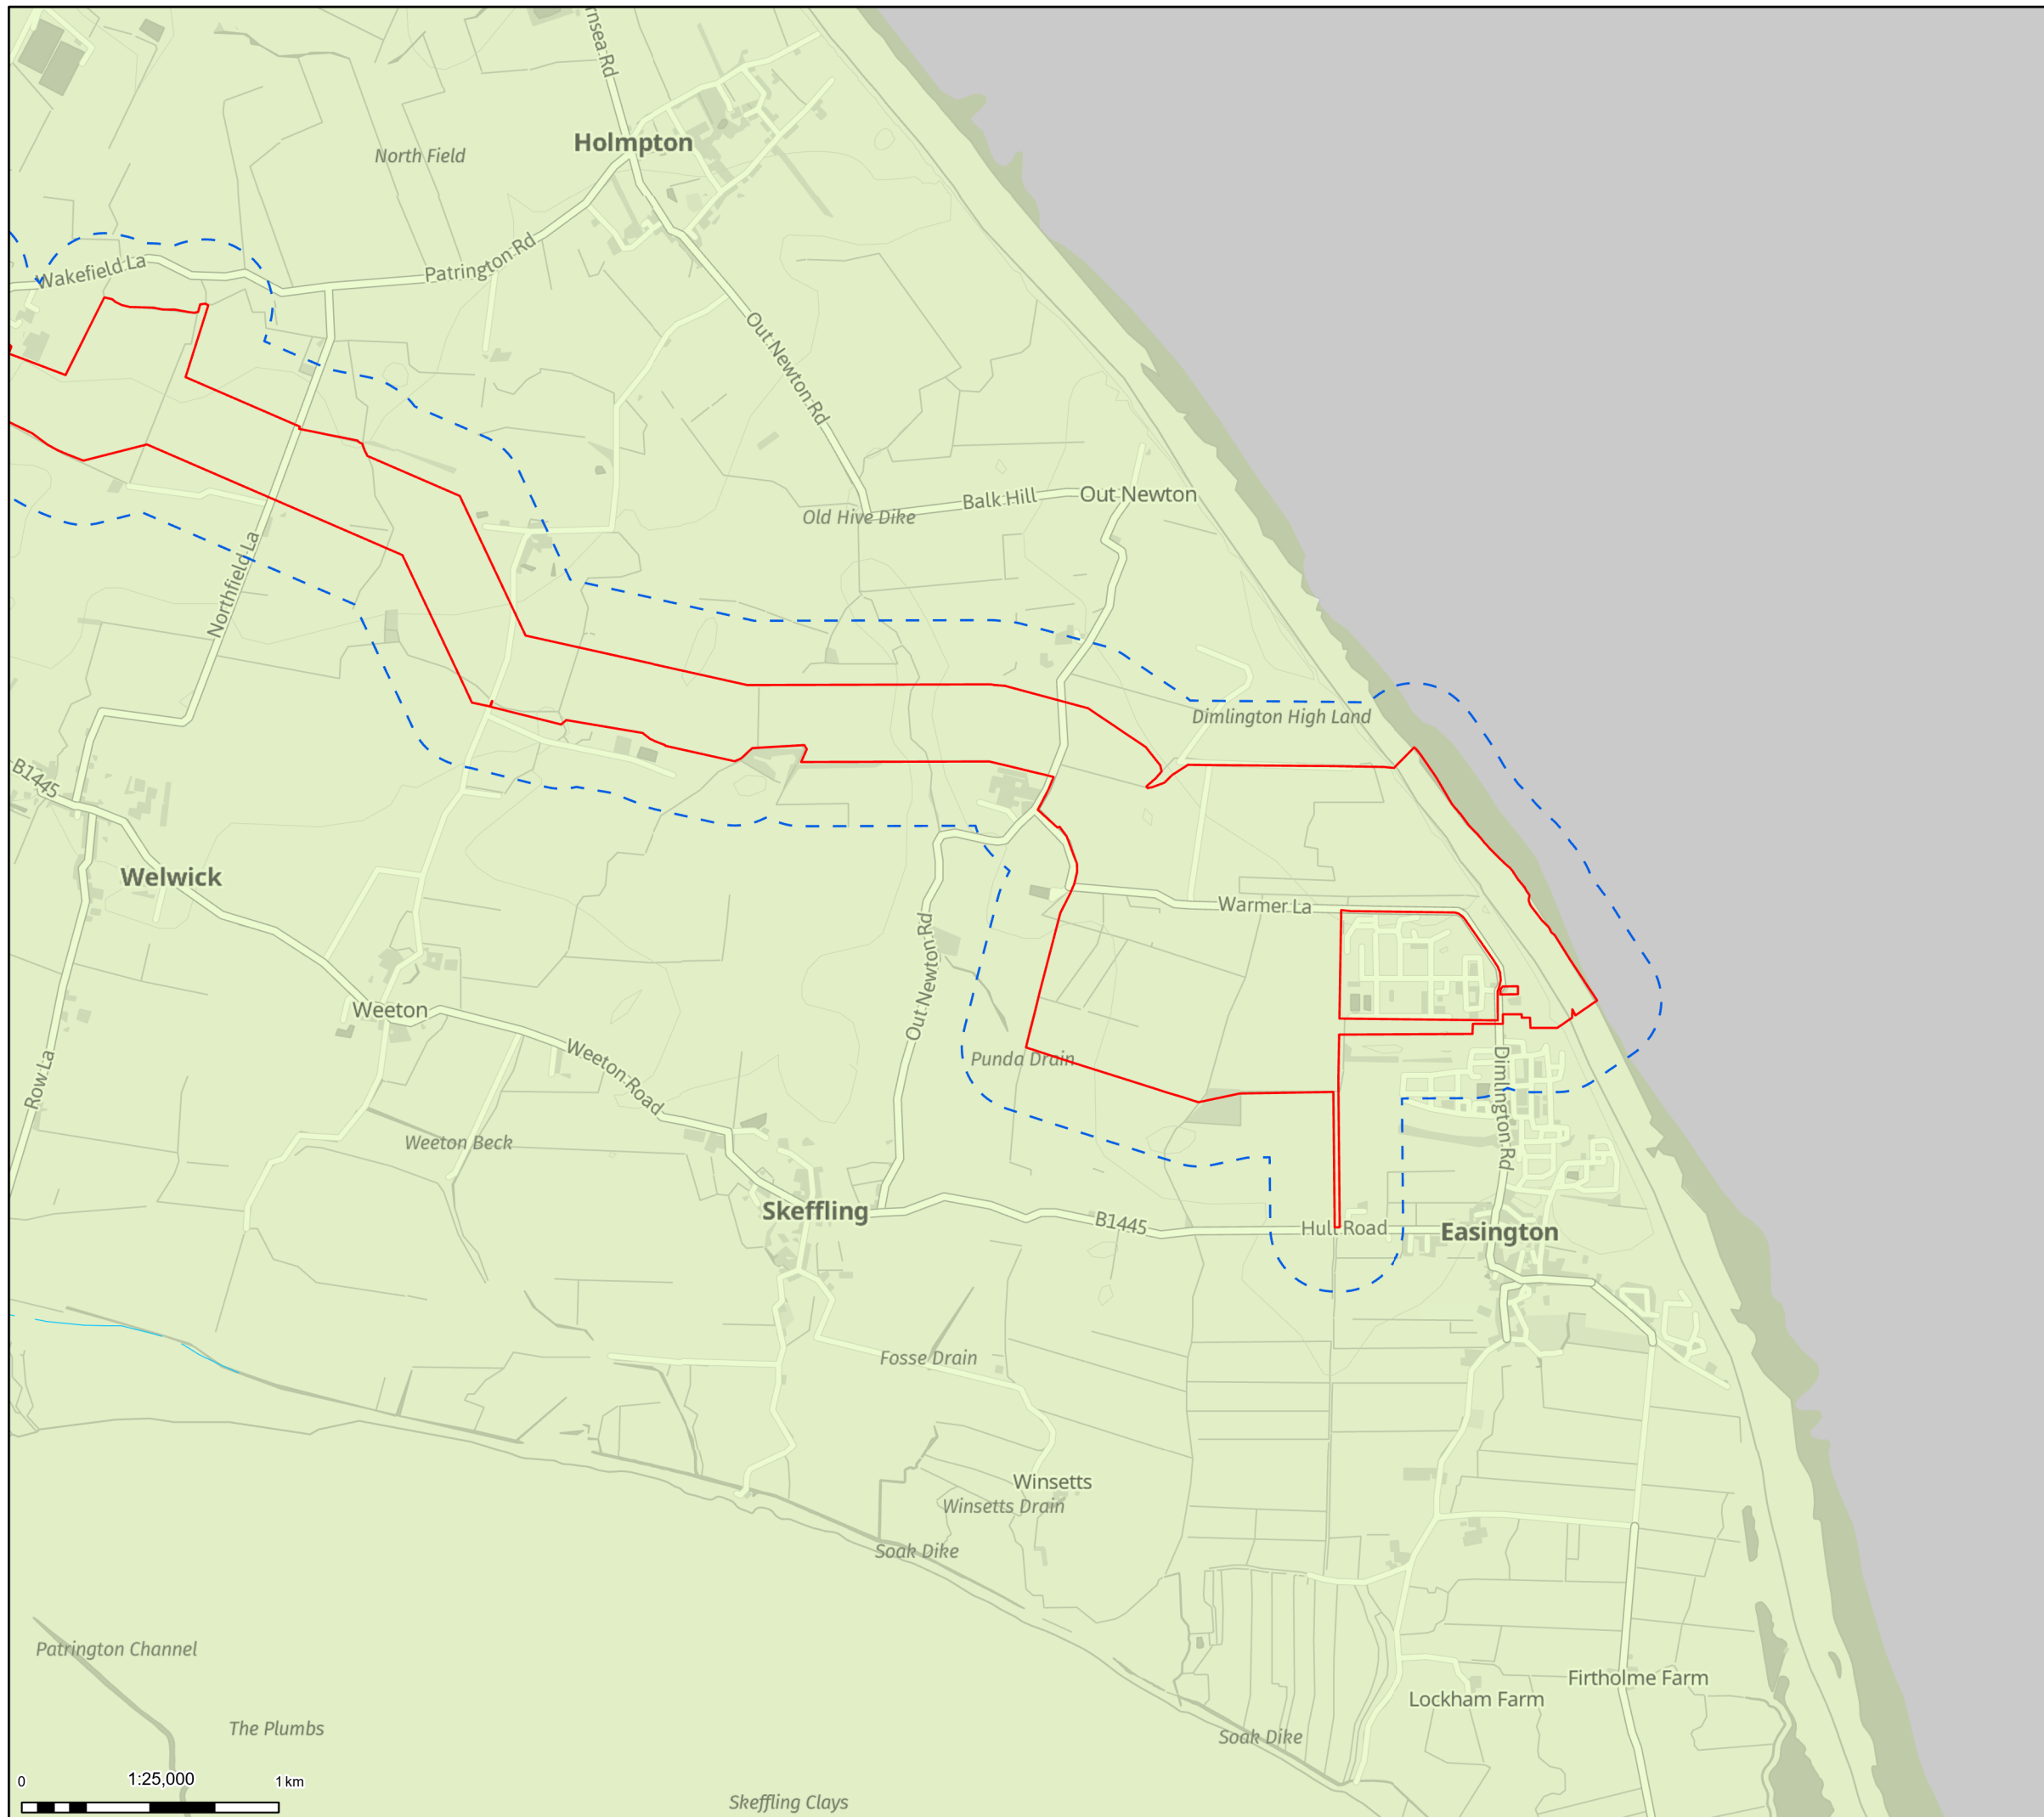 rnsea Rd
Holmpton
North Field
Wakefield La
Patrington Rd
Out Newton Rd
Balk Hill
Out Newton
Old Hive Dike
Northfield La
Dimlington High Land
B1445
Welwick
Warmer La
Out Newton Rd
Weeton
Weeton Road
Punda Drain
Row La
Dimlington Rd
Weeton Beck
Skeffling
B1445
Hull Road
Easington
Fosse Drain
Winsetts
Winsetts Drain
Soak Dike
Patrington Channel
Firtholme Farm
Lockham Farm
The Plumbs
Soak Dike
0 1:25,000 1 km
Skeffling Clays